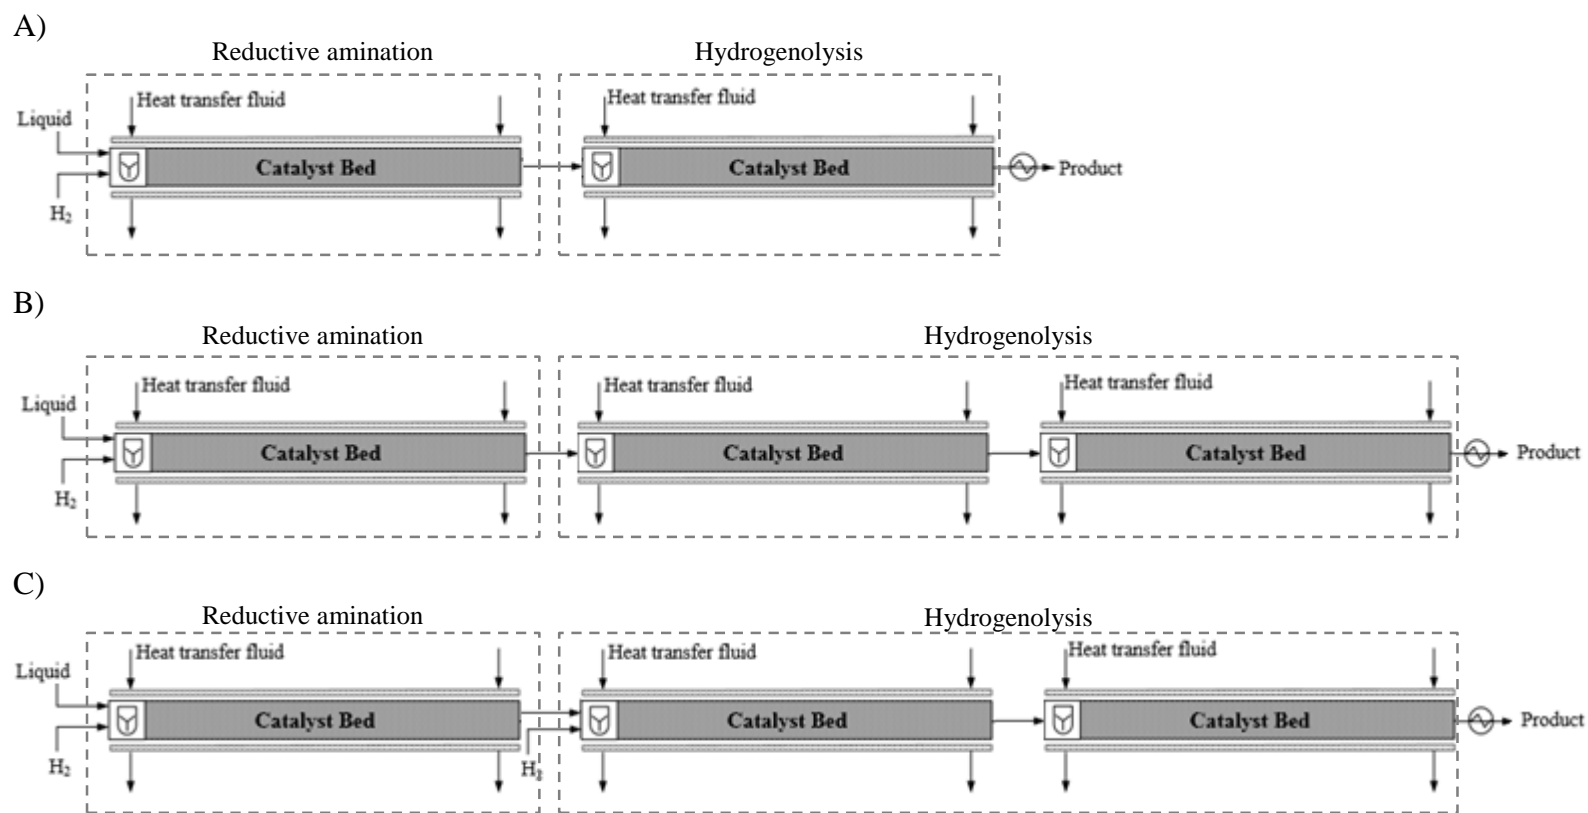 A)
Reductive amination
Hydrogenolysis
Heat transfer fluid
Heat transfer fluid
Liquid
Catalyst Bed
Catalyst Bed
Product
H₂
B)
Reductive amination
Hydrogenolysis
Heat transfer fluid
Heat transfer fluid
Heat transfer fluid
Liquid
Catalyst Bed
Catalyst Bed
Catalyst Bed
Product
H₂
C)
Reductive amination
Hydrogenolysis
Heat transfer fluid
Heat transfer fluid
Heat transfer fluid
Liquid
Catalyst Bed
Catalyst Bed
Catalyst Bed
Product
H₂
H₂